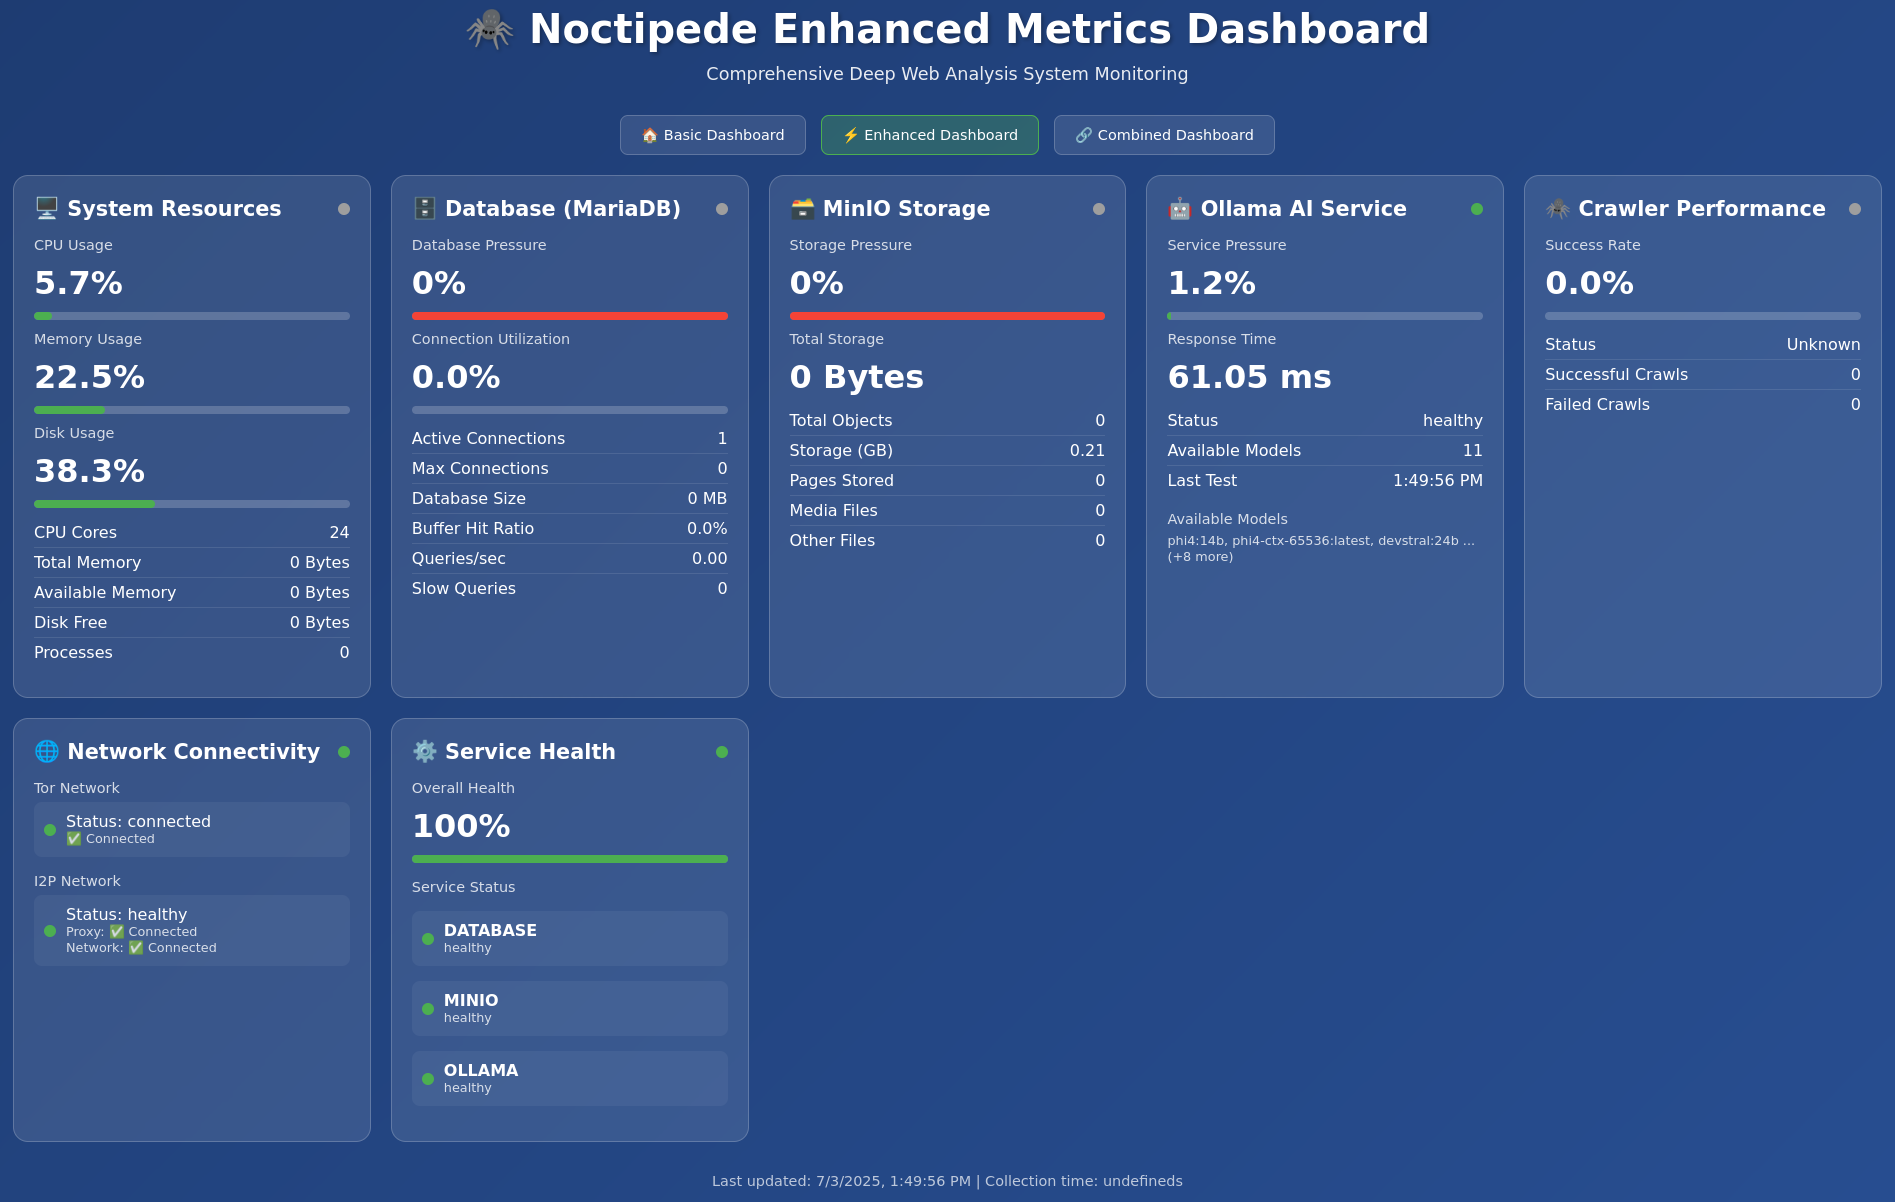 Noctipede Enhanced Metrics Dashboard
Comprehensive Deep Web Analysis System Monitoring
Basic Dashboard
Enhanced Dashboard
Combined Dashboard
System Resources
CPU Usage
5.7%
Memory Usage
22.5%
Disk Usage
38.3%
CPU Cores 24
Total Memory 0 Bytes
Available Memory 0 Bytes
Disk Free 0 Bytes
Processes 0
Database (MariaDB)
Database Pressure
0%
Connection Utilization
0.0%
Active Connections 1
Max Connections 0
Database Size 0 MB
Buffer Hit Ratio 0.0%
Queries/sec 0.00
Slow Queries 0
MinIO Storage
Storage Pressure
0%
Total Storage
0 Bytes
Total Objects 0
Storage (GB) 0.21
Pages Stored 0
Media Files 0
Other Files 0
Ollama AI Service
Service Pressure
1.2%
Response Time
61.05 ms
Status healthy
Available Models 11
Last Test 1:49:56 PM
Available Models
phi4:14b, phi4-ctx-65536:latest, devstral:24b ...
(+8 more)
Crawler Performance
Success Rate
0.0%
Status Unknown
Successful Crawls 0
Failed Crawls 0
Network Connectivity
Tor Network
Status: connected
✅ Connected
I2P Network
Status: healthy
Proxy: ✅ Connected
Network: ✅ Connected
Service Health
Overall Health
100%
Service Status
DATABASE
healthy
MINIO
healthy
OLLAMA
healthy
Last updated: 7/3/2025, 1:49:56 PM | Collection time: undefineds